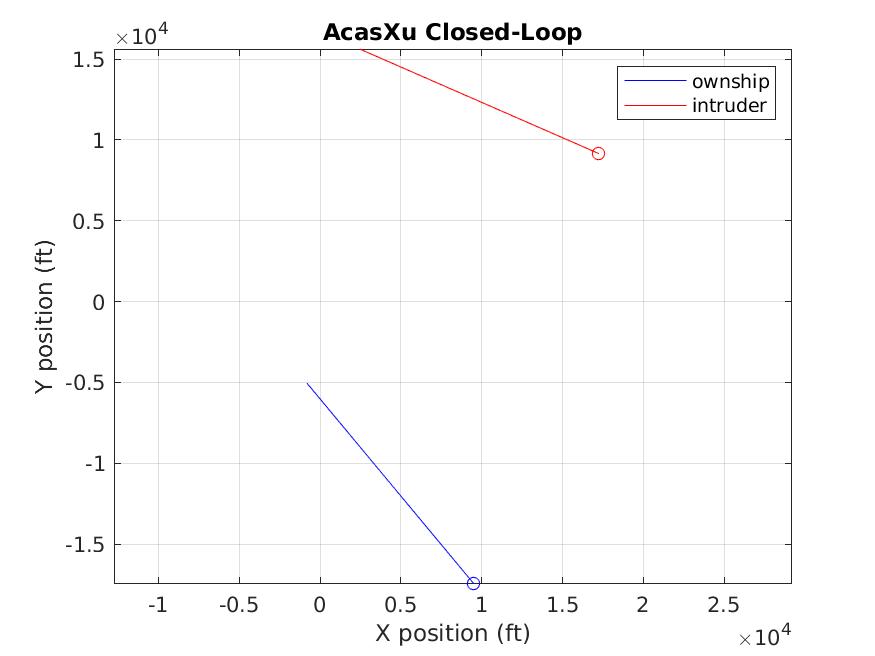 AcasXu Closed-Loop
×10⁴
1.5
1
0.5
0
-0.5
-1
-1.5
Y position (ft)
ownship
intruder
-1 -0.5 0 0.5 1 1.5 2 2.5
X position (ft)
×10⁴